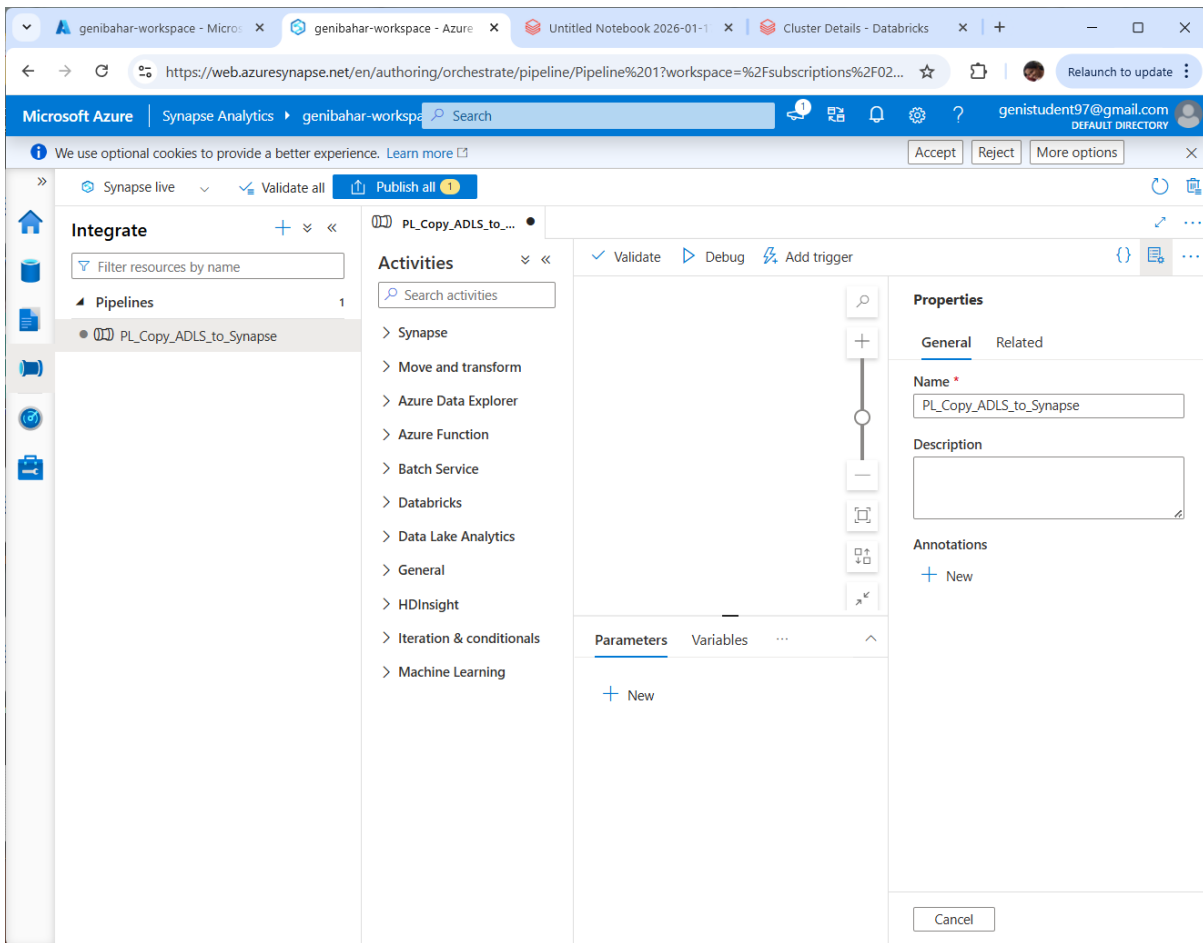 genibahar-workspace - Micros
genibahar-workspace - Azure
Untitled Notebook 2026-01-1
Cluster Details - Databricks
https://web.azuresynapse.net/en/authoring/orchestrate/pipeline/Pipeline%201?workspace=%2Fsubscriptions%2F02...
Relaunch to update
Microsoft Azure
Synapse Analytics
genibahar-workspa
Search
1
genistudent97@gmail.com
DEFAULT DIRECTORY
We use optional cookies to provide a better experience. Learn more
Accept
Reject
More options
Synapse live
Validate all
Publish all 1
Integrate
Filter resources by name
Pipelines 1
PL_Copy_ADLS_to_Synapse
PL_Copy_ADLS_to_...
Activities
Search activities
Synapse
Move and transform
Azure Data Explorer
Azure Function
Batch Service
Databricks
Data Lake Analytics
General
HDInsight
Iteration & conditionals
Machine Learning
Validate
Debug
Add trigger
Parameters
Variables
New
Properties
General
Related
Name *
PL_Copy_ADLS_to_Synapse
Description
Annotations
New
Cancel